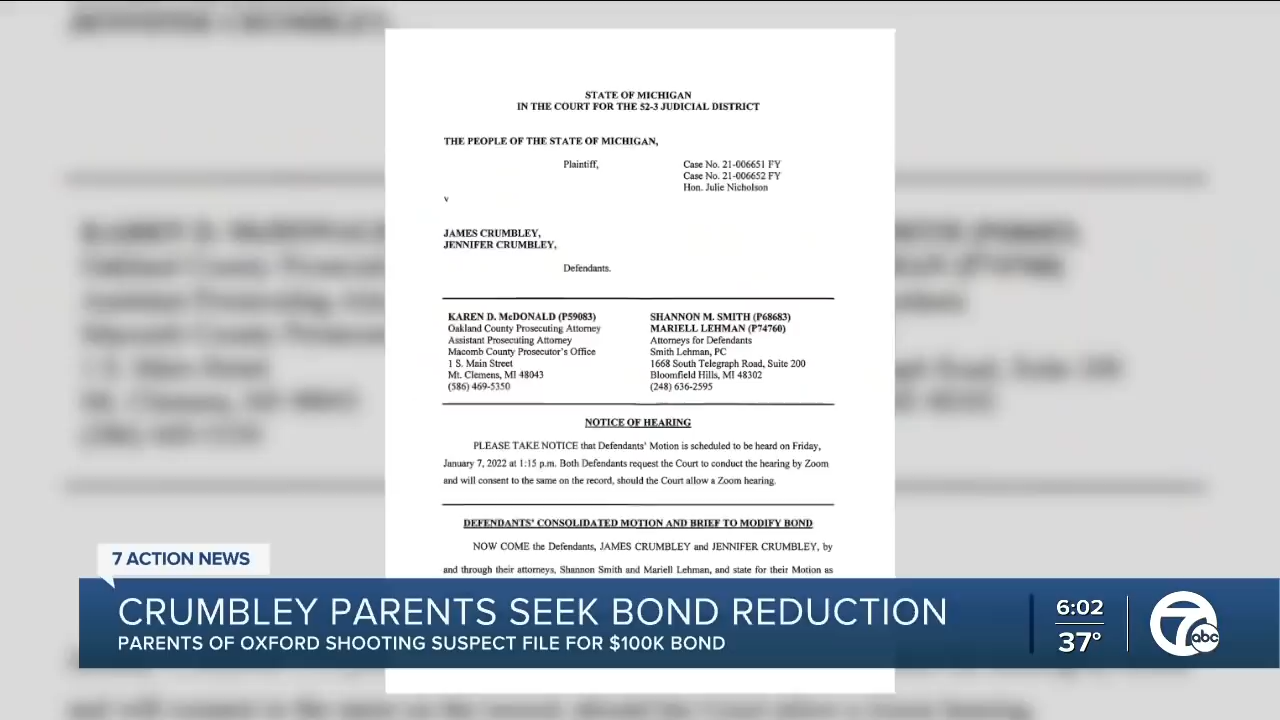 STATE OF MICHIGAN
IN THE COURT FOR THE 52-3 JUDICIAL DISTRICT
THE PEOPLE OF THE STATE OF MICHIGAN,
Plaintiff,
Case No. 21-006651 FY
Case No. 21-006652 FY
Hon. Julie Nicholson
v
JAMES CRUMBLEY,
JENNIFER CRUMBLEY,
Defendants.
KAREN D. McDONALD (P59083)
Oakland County Prosecuting Attorney
Assistant Prosecuting Attorney
Macomb County Prosecutor's Office
1 S. Main Street
Mt. Clemens, MI 48043
(586) 469-5350
SHANNON M. SMITH (P68683)
MARIELL LEHMAN (P74760)
Attorneys for Defendants
Smith Lehman, PC
1668 South Telegraph Road, Suite 200
Bloomfield Hills, MI 48302
(248) 636-2595
NOTICE OF HEARING
PLEASE TAKE NOTICE that Defendants' Motion is scheduled to be heard on Friday,
January 7, 2022 at 1:15 p.m. Both Defendants request the Court to conduct the hearing by Zoom
and will consent to the same on the record, should the Court allow a Zoom hearing.
DEFENDANTS' CONSOLIDATED MOTION AND BRIEF TO MODIFY BOND
NOW COME the Defendants, JAMES CRUMBLEY and JENNIFER CRUMBLEY, by
and through their attorneys, Shannon Smith and Mariell Lehman, and state for their Motion as
7 ACTION NEWS
CRUMBLEY PARENTS SEEK BOND REDUCTION
PARENTS OF OXFORD SHOOTING SUSPECT FILE FOR $100K BOND
6:02
37°
7 abc